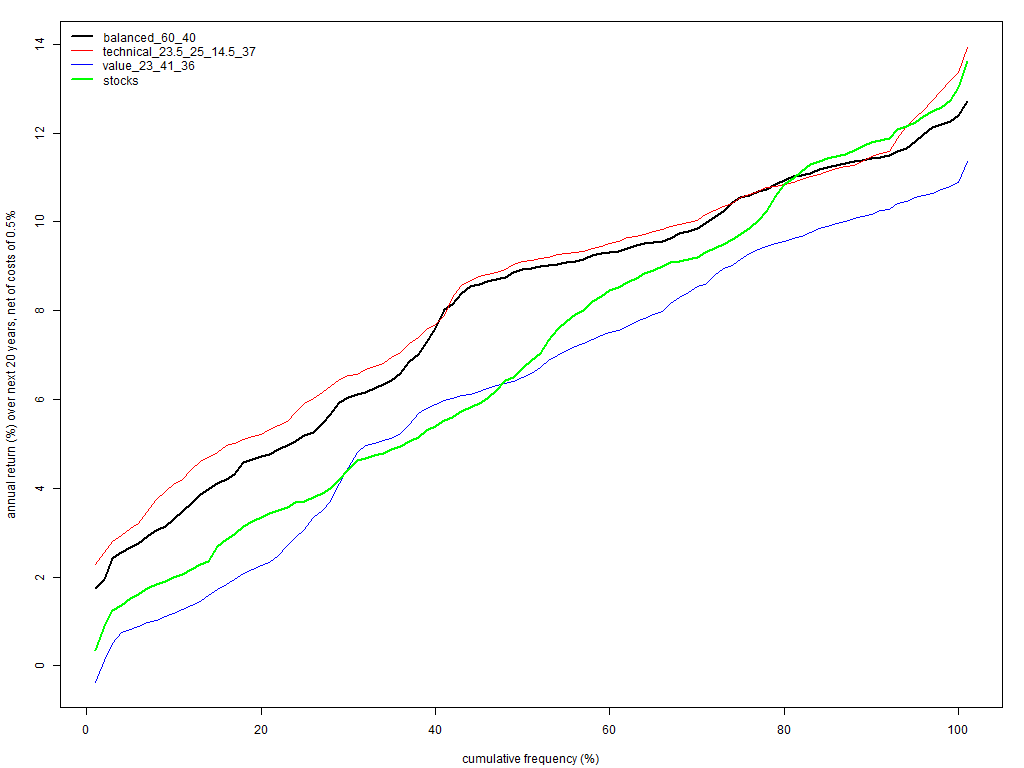 balanced_60_40
technical_23.5_25_14.5_37
value_23_41_36
stocks
14
12
10
8
6
4
2
0
annual return (%) over next 20 years, net of costs of 0.5%
0 20 40 60 80 100
cumulative frequency (%)